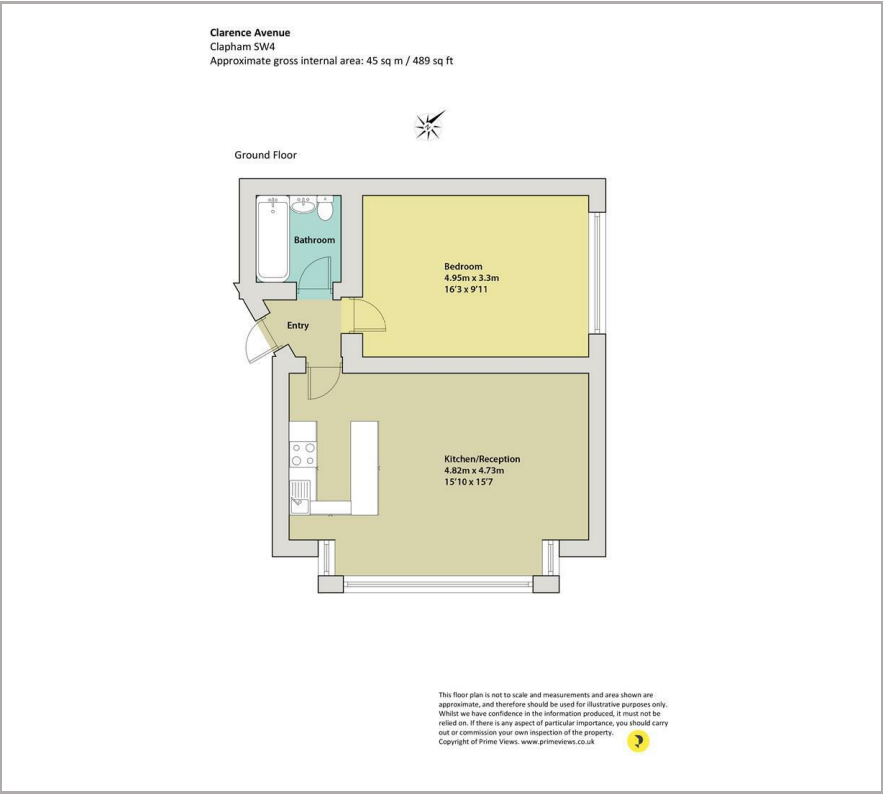 Clarence Avenue
Clapham SW4
Approximate gross internal area: 45 sq m / 489 sq ft
N
Ground Floor
Bathroom
Bedroom
4.95m x 3.3m
16'3 x 9'11
Entry
Kitchen/Reception
4.82m x 4.73m
15'10 x 15'7
This floor plan is not to scale and measurements and area shown are
approximate, and therefore should be used for illustrative purposes only.
Whilst we have confidence in the information produced, it must not be
relied on. If there is any aspect of particular importance, you should carry
out or commission your own inspection of the property.
Copyright of Prime Views. www.primeviews.co.uk